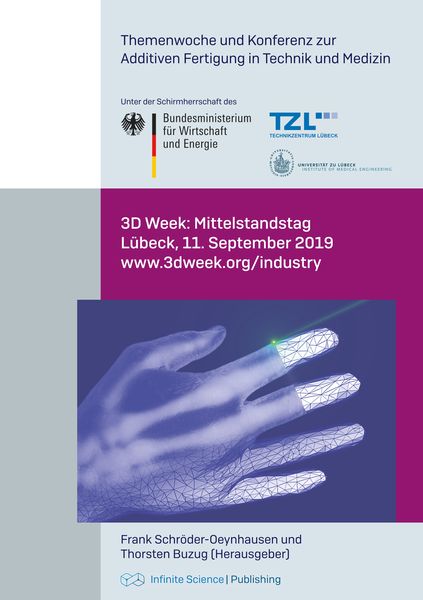 Themenwoche und Konferenz zur
Additiven Fertigung in Technik und Medizin
Unter der Schirmherrschaft des
Bundesministerium
für Wirtschaft
und Energie
TZL
TECHNIKZENTRUM LÜBECK
UNIVERSITÄT ZU LÜBECK
INSTITUTE OF MEDICAL ENGINEERING
3D Week: Mittelstandstag
Lübeck, 11. September 2019
www.3dweek.org/industry
Frank Schröder-Oeynhausen und
Thorsten Buzug (Herausgeber)
Infinite Science | Publishing